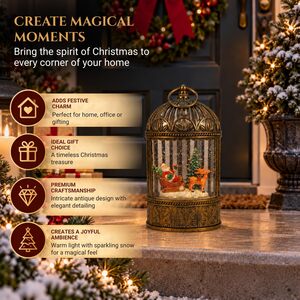 CREATE MAGICAL
MOMENTS
Bring the spirit of Christmas to
every corner of your home
ADDS FESTIVE
CHARM
Perfect for home, office or
gifting
IDEAL GIFT
CHOICE
A timeless Christmas
treasure
PREMIUM
CRAFTSMANSHIP
Intricate antique design with
elegant detailing
CREATES A JOYFUL
AMBIENCE
Warm light with sparkling snow
for a magical feel